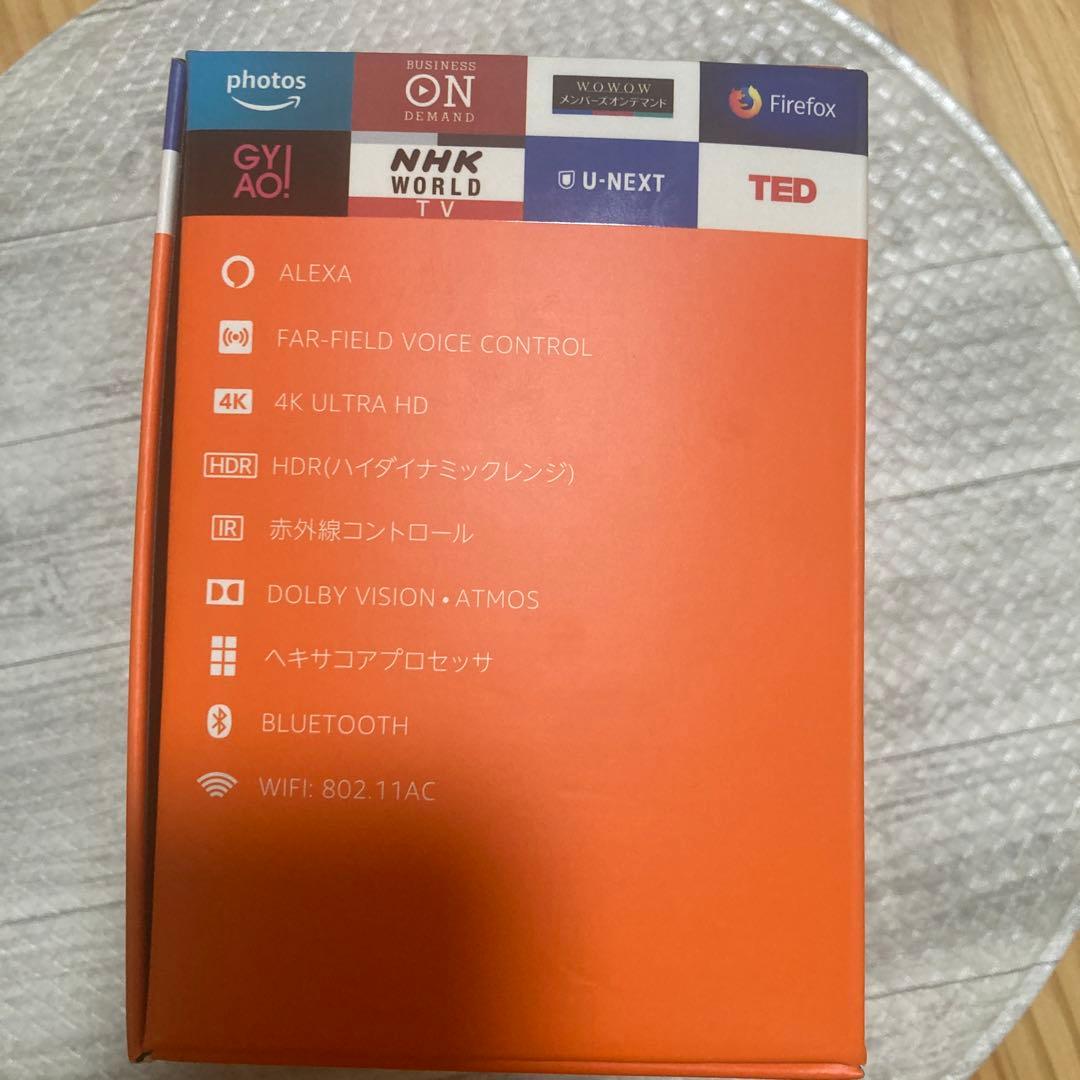 photos
BUSINESS
ON
DEMAND
W.O.W.O.W
メンバーズオンデマンド
Firefox
GY
AO!
NHK
WORLD
TV
U-NEXT
TED
ALEXA
FAR-FIELD VOICE CONTROL
4K 4K ULTRA HD
HDR HDR(ハイダイナミックレンジ)
IR 赤外線コントロール
DOLBY VISION • ATMOS
ヘキサコアプロセッサ
BLUETOOTH
WIFI: 802.11AC